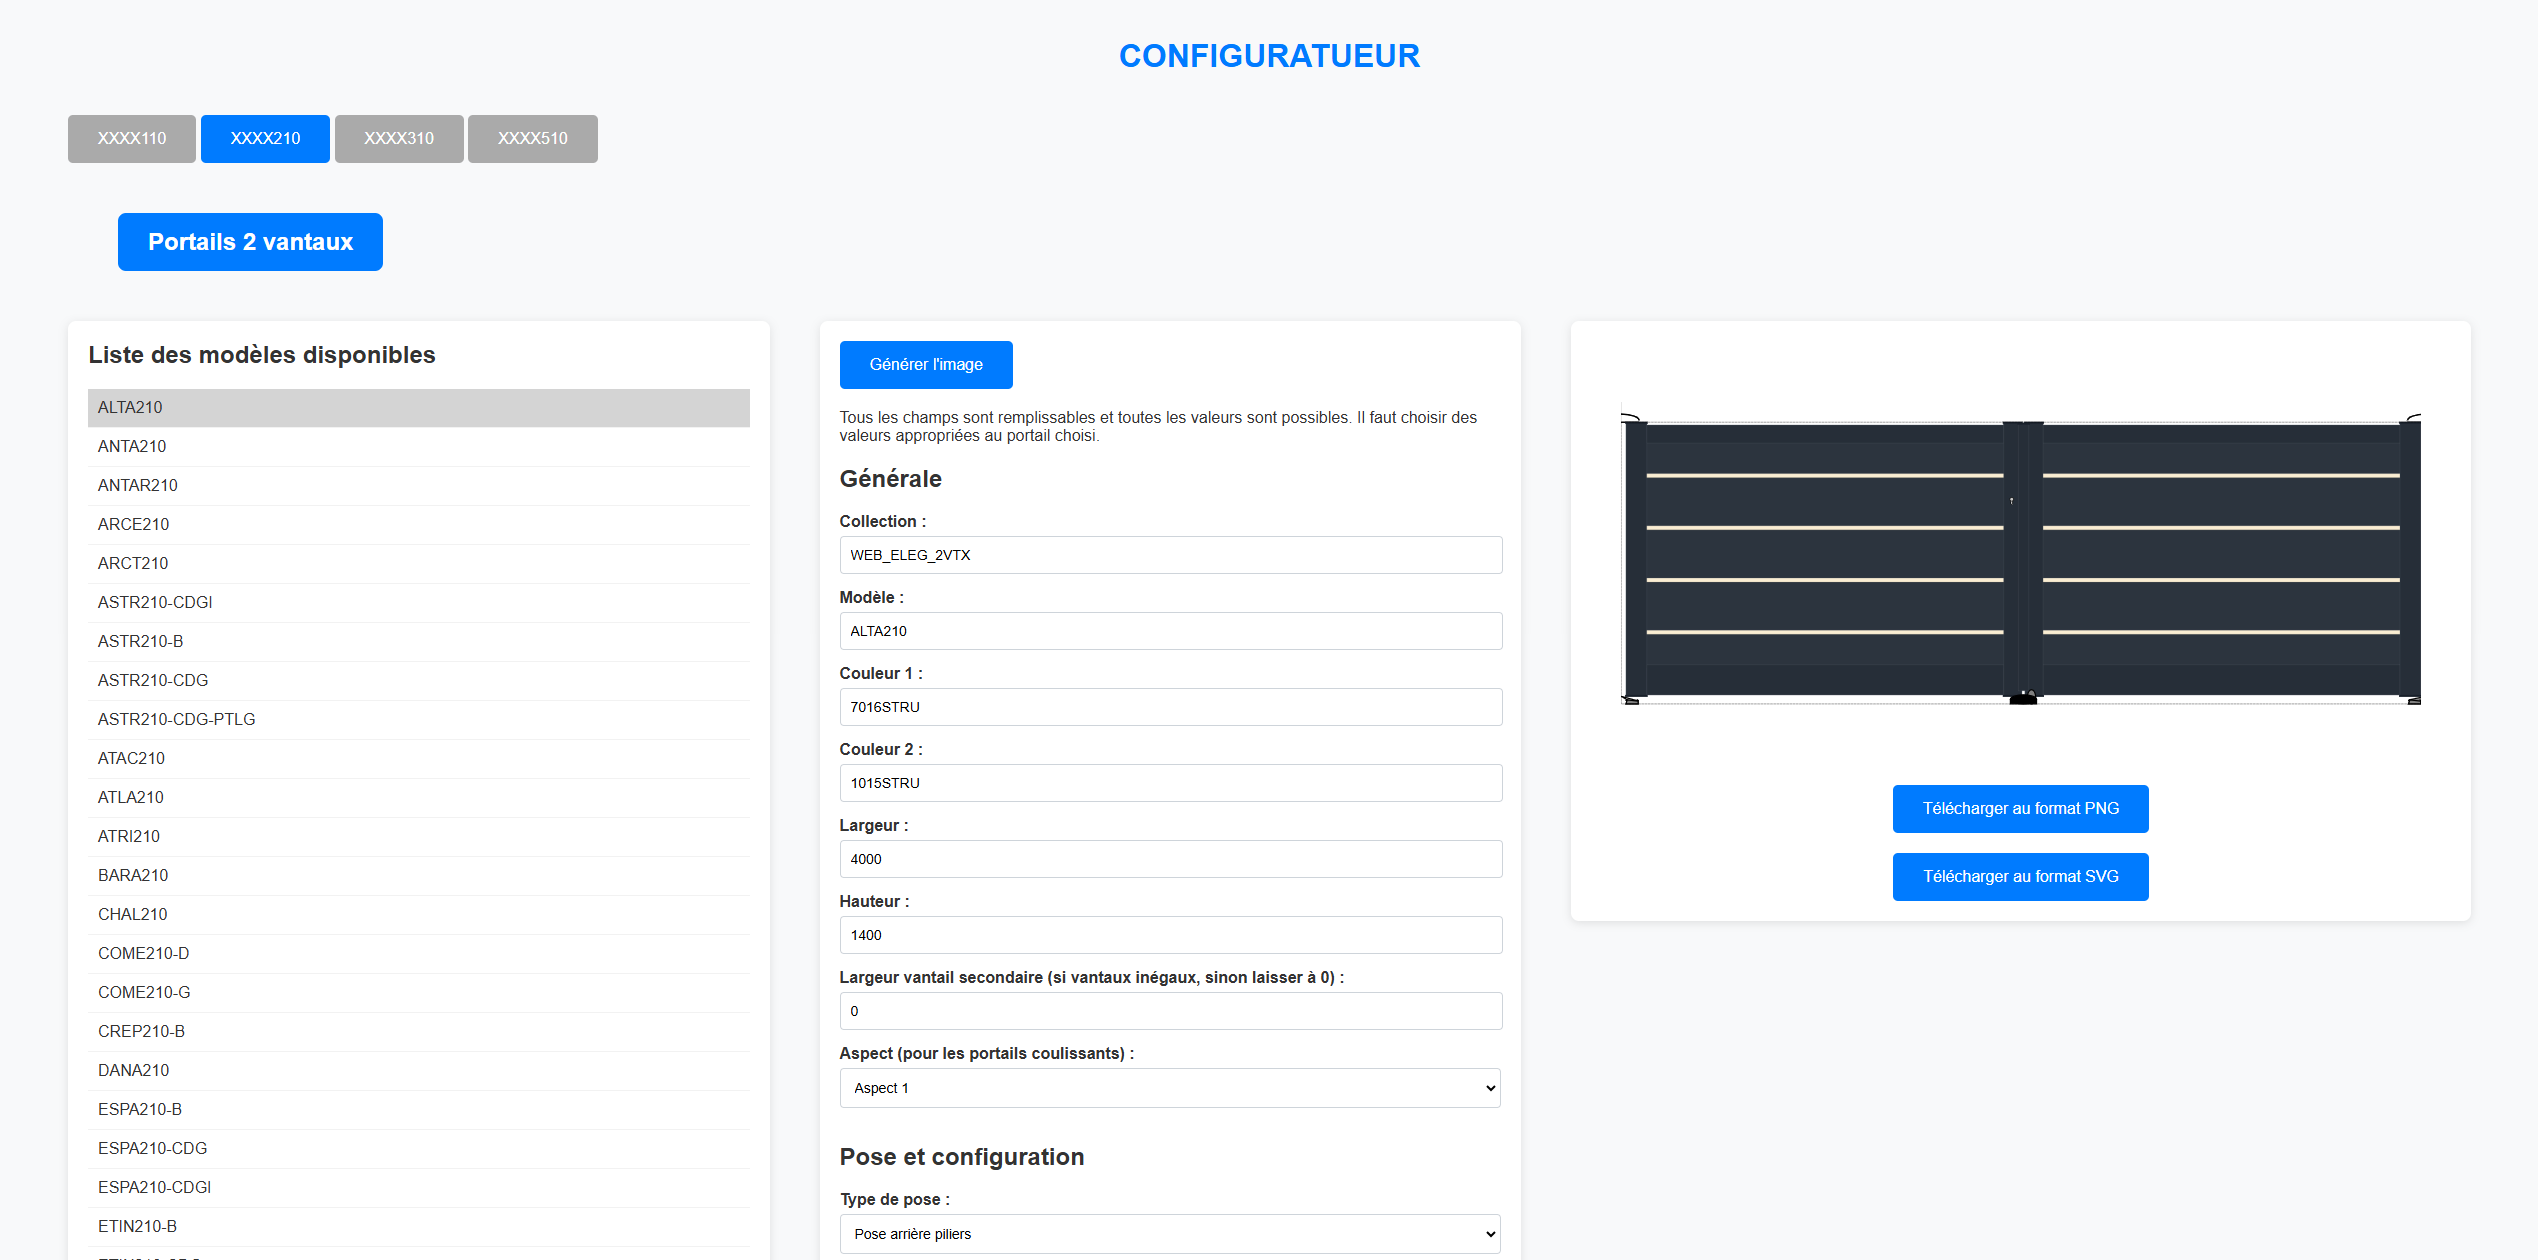 CONFIGURATUEUR
XXXX110
XXXX210
XXXX310
XXXX510
Portails 2 vantaux
Liste des modèles disponibles
ALTA210
ANTA210
ANTAR210
ARCE210
ARCT210
ASTR210-CDGI
ASTR210-B
ASTR210-CDG
ASTR210-CDG-PTLG
ATAC210
ATLA210
ATRI210
BARA210
CHAL210
COME210-D
COME210-G
CREP210-B
DANA210
ESPA210-B
ESPA210-CDG
ESPA210-CDGI
ETIN210-B
Générer l'image
Tous les champs sont remplissables et toutes les valeurs sont possibles. Il faut choisir des
valeurs appropriées au portail choisi.
Générale
Collection :
WEB_ELEG_2VTX
Modèle :
ALTA210
Couleur 1 :
7016STRU
Couleur 2 :
1015STRU
Largeur :
4000
Hauteur :
1400
Largeur vantail secondaire (si vantaux inégaux, sinon laisser à 0) :
0
Aspect (pour les portails coulissants) :
Aspect 1
Pose et configuration
Type de pose :
Pose arrière piliers
Télécharger au format PNG
Télécharger au format SVG